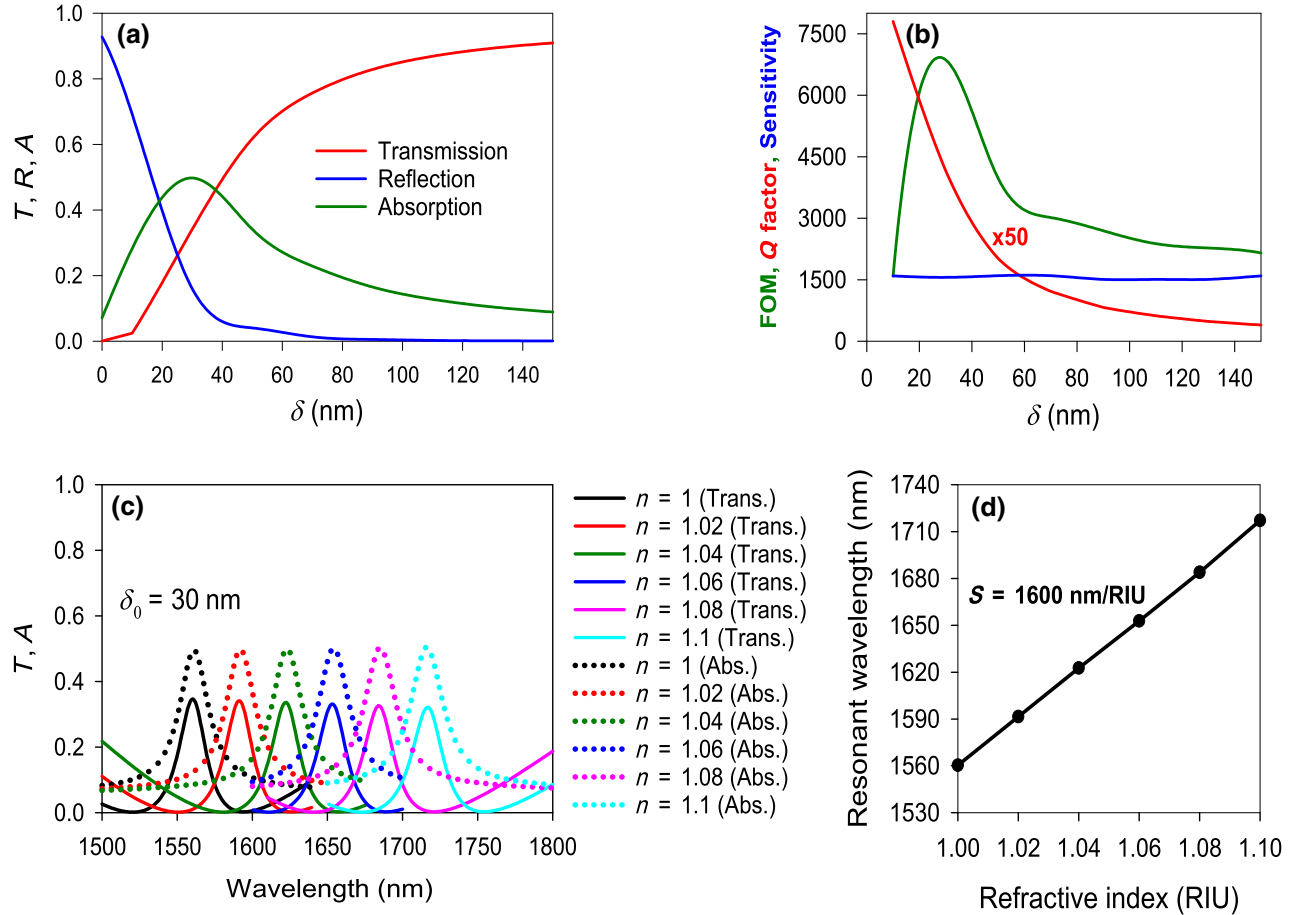 (a)
1.0
0.8
0.6
0.4
0.2
0.0
T, R, A
Transmission
Reflection
Absorption
0 20 40 60 80 100 120 140
δ (nm)
(b)
7500
6000
4500
3000
1500
0
FOM, Q factor, Sensitivity
x50
0 20 40 60 80 100 120 140
δ (nm)
(c)
1.0
0.8
0.6
0.4
0.2
0.0
T, A
δ₀ = 30 nm
1500 1550 1600 1650 1700 1750 1800
Wavelength (nm)
n = 1 (Trans.)
n = 1.02 (Trans.)
n = 1.04 (Trans.)
n = 1.06 (Trans.)
n = 1.08 (Trans.)
n = 1.1 (Trans.)
n = 1 (Abs.)
n = 1.02 (Abs.)
n = 1.04 (Abs.)
n = 1.06 (Abs.)
n = 1.08 (Abs.)
n = 1.1 (Abs.)
(d)
1740
1710
1680
1650
1620
1590
1560
1530
Resonant wavelength (nm)
S = 1600 nm/RIU
1.00 1.02 1.04 1.06 1.08 1.10
Refractive index (RIU)